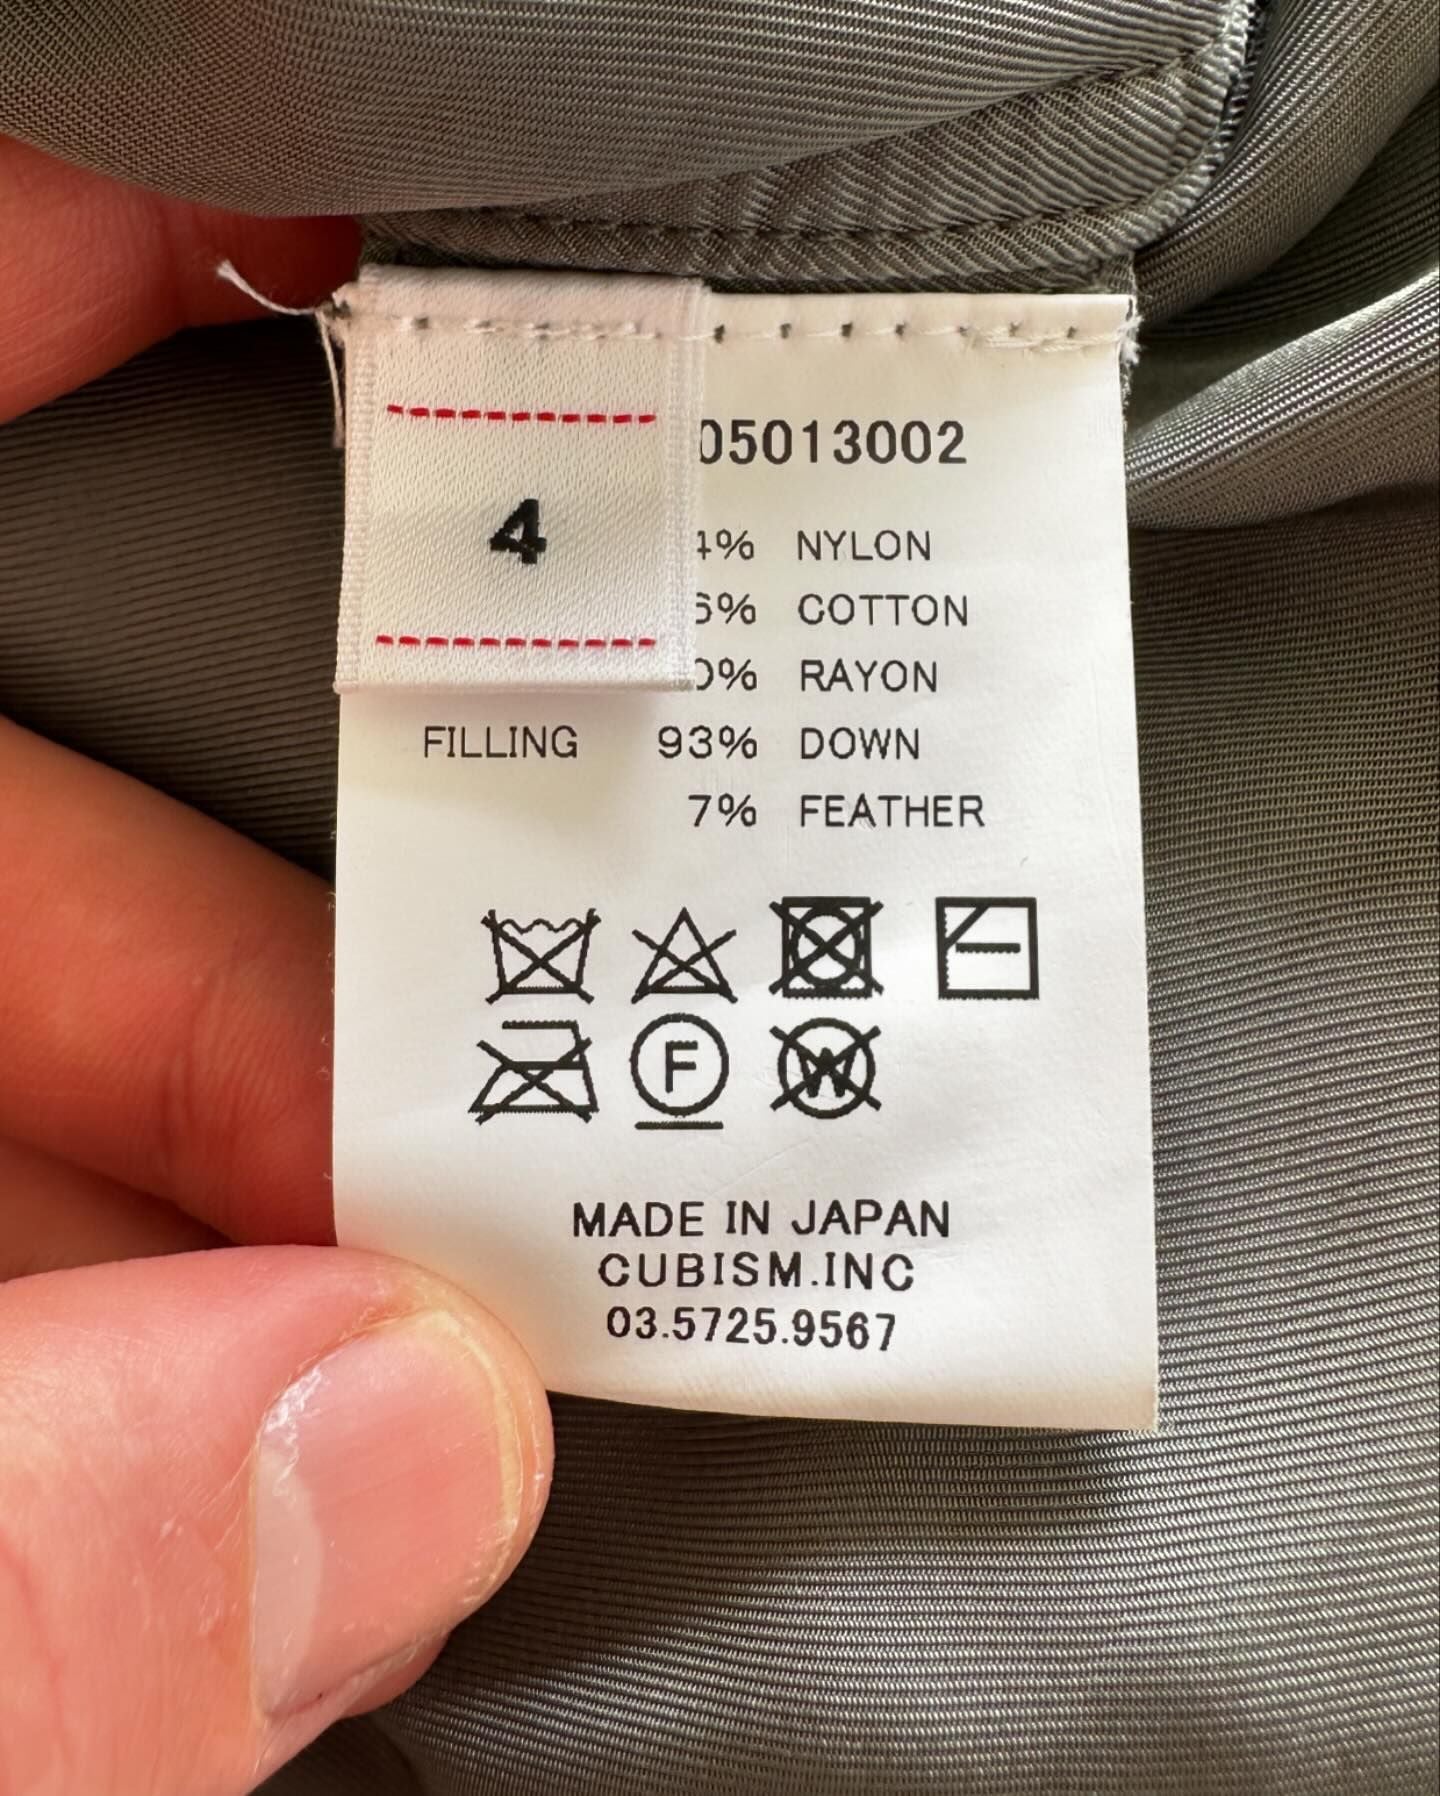 4
05013002
4% NYLON
6% COTTON
0% RAYON
FILLING 93% DOWN
7% FEATHER
F
W
MADE IN JAPAN
CUBISM.INC
03.5725.9567